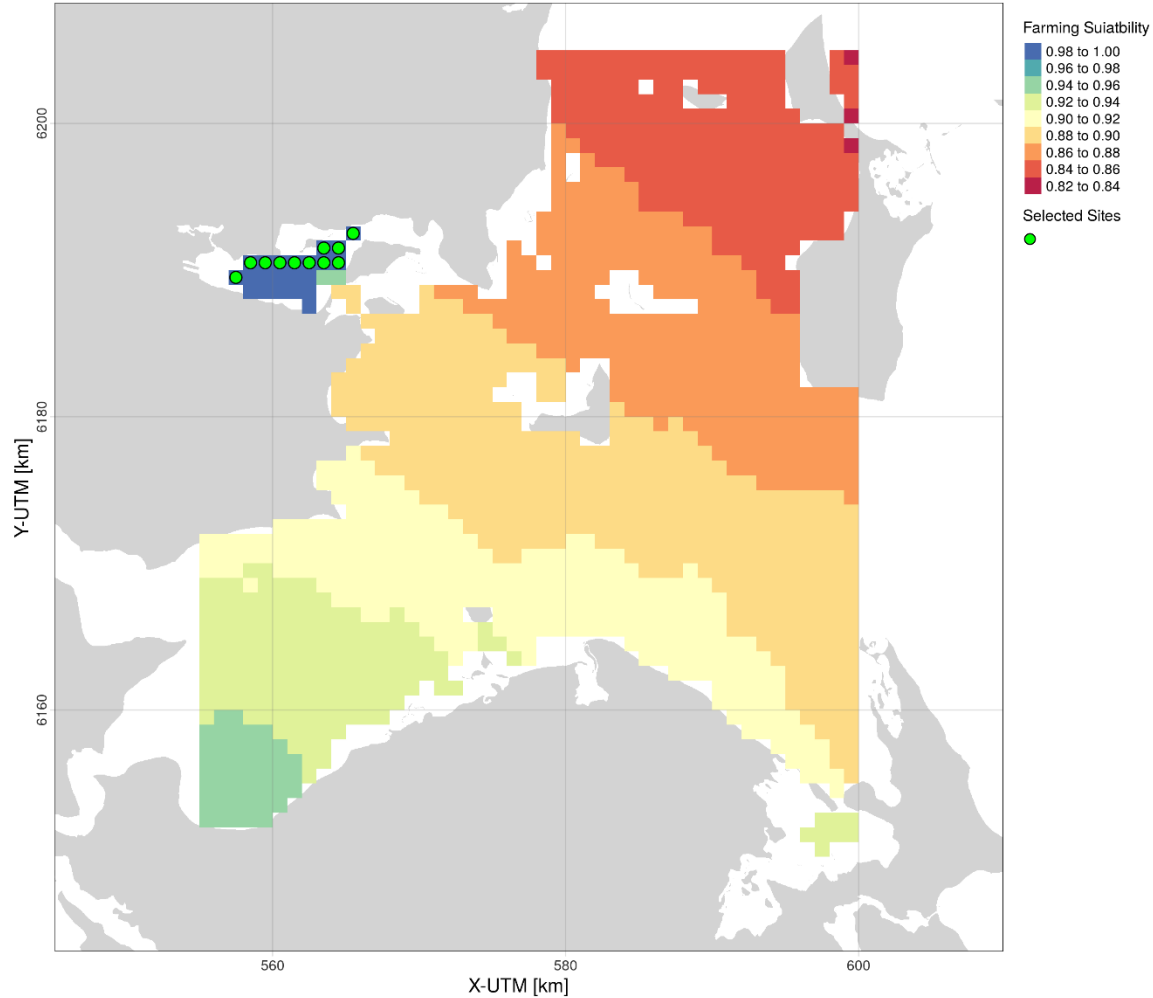 Farming Suiatbility
0.98 to 1.00
0.96 to 0.98
0.94 to 0.96
0.92 to 0.94
0.90 to 0.92
0.88 to 0.90
0.86 to 0.88
0.84 to 0.86
0.82 to 0.84
Selected Sites
6200
6180
6160
Y-UTM [km]
560
580
600
X-UTM [km]